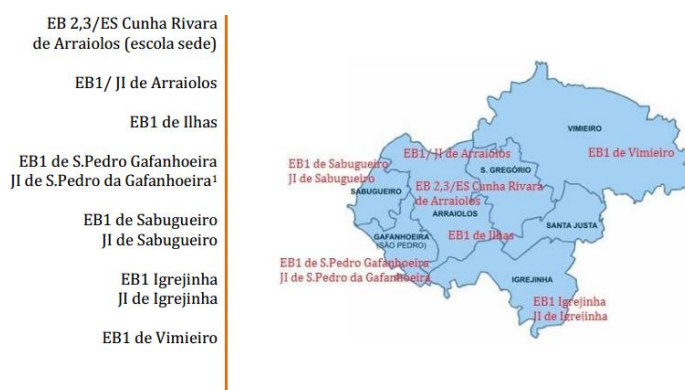 EB 2,3/ES Cunha Rivara
de Arraiolos (escola sede)
EB1/ JI de Arraiolos
EB1 de Ilhas
EB1 de S.Pedro Gafanhoeira
JI de S.Pedro da Gafanhoeira¹
EB1 de Sabugueiro
JI de Sabugueiro
EB1 Igrejinha
JI de Igrejinha
EB1 de Vimieiro
VIMIEIRO
EB1 de Vimieiro
EB1/ JI de Arraiolos
S. GREGÓRIO
EB1 de Sabugueiro
JI de Sabugueiro
SABUGUEIRO
EB 2,3/ES Cunha Rivara
de Arraiolos
ARRAIOLOS
SANTA JUSTA
GAFANHOEIRA
(SÃO PEDRO)
EB1 de Ilhas
EB1 de S.Pedro Gafanhoeira
JI de S.Pedro da Gafanhoeira
IGREJINHA
EB1 Igrejinha
JI de Igrejinha